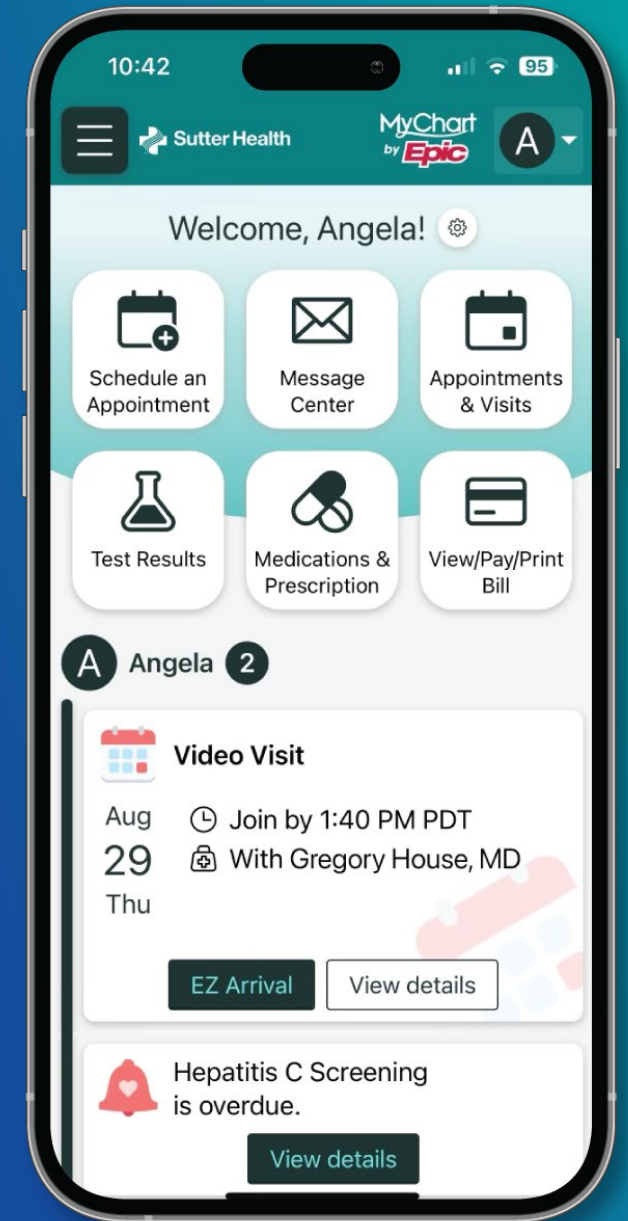 10:42
95
Sutter Health
MyChart
by Epic
A
Welcome, Angela!
Schedule an
Appointment
Message
Center
Appointments
& Visits
Test Results
Medications &
Prescription
View/Pay/Print
Bill
A Angela 2
Video Visit
Aug
29
Thu
Join by 1:40 PM PDT
With Gregory House, MD
EZ Arrival
View details
Hepatitis C Screening
is overdue.
View details